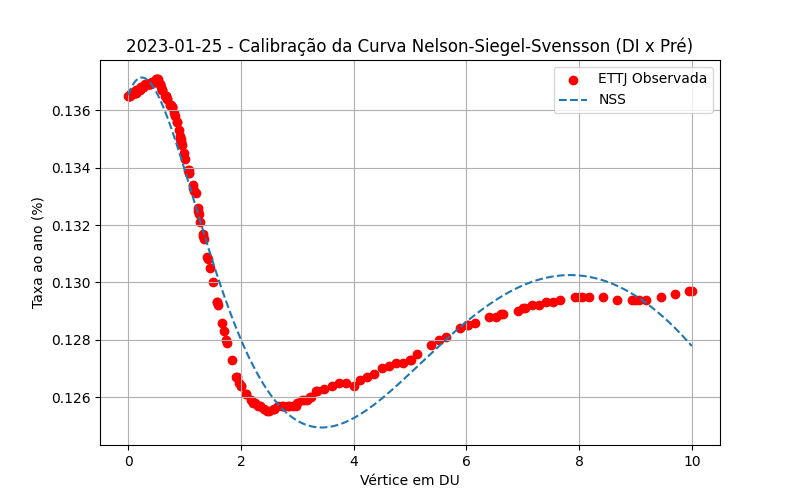 2023-01-25 - Calibração da Curva Nelson-Siegel-Svensson (DI x Pré)
ETTJ Observada
NSS
0.136
0.134
0.132
0.130
0.128
0.126
Taxa ao ano (%)
0 2 4 6 8 10
Vértice em DU